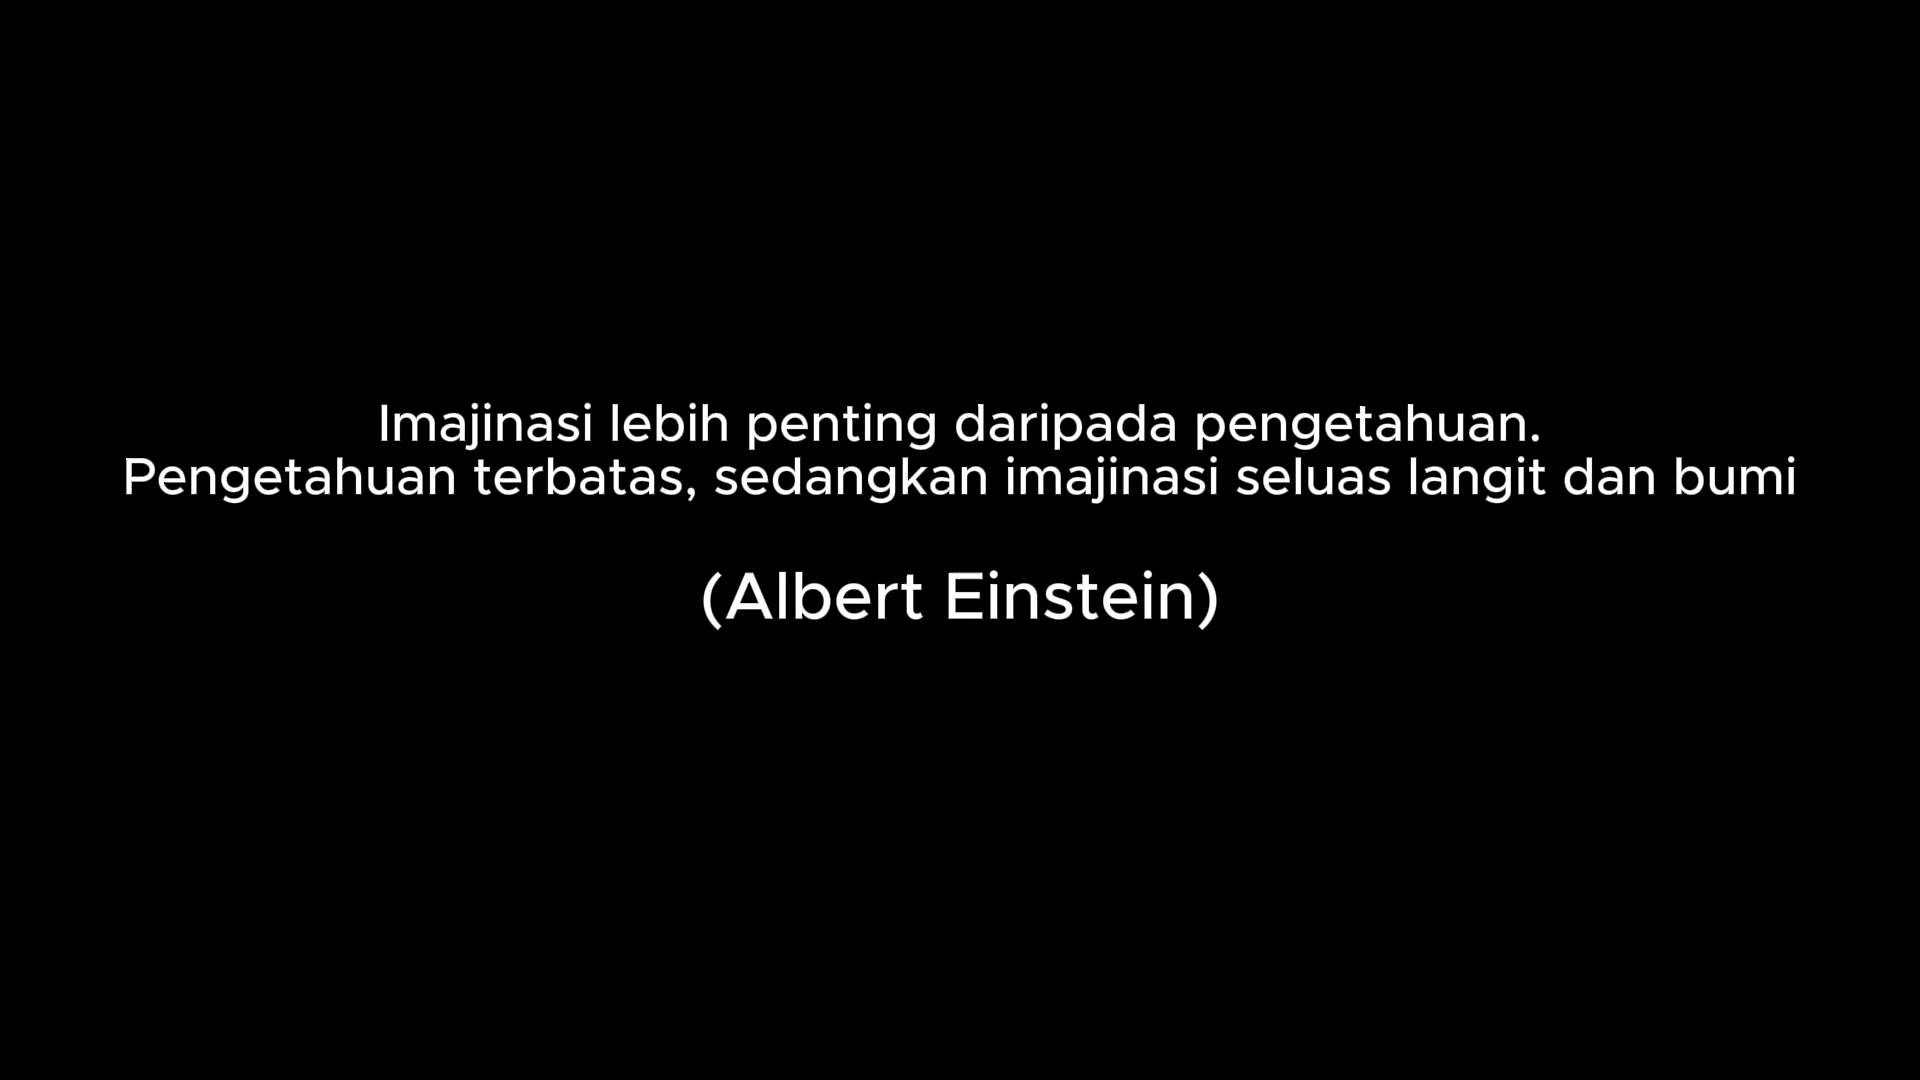 Imajinasi lebih penting daripada pengetahuan.
Pengetahuan terbatas, sedangkan imajinasi seluas langit dan bumi
(Albert Einstein)